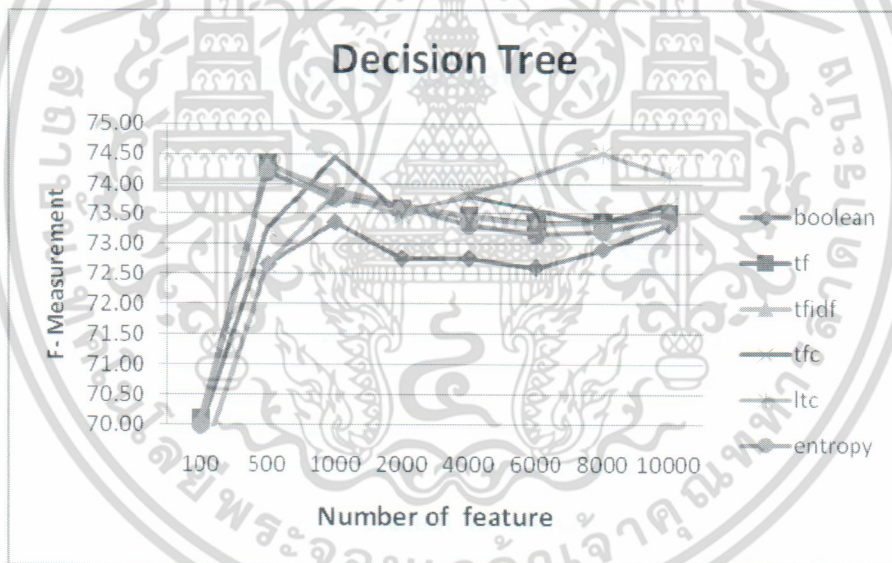 Decision Tree
F- Measurement
75.00
74.50
74.00
73.50
73.00
72.50
72.00
71.50
71.00
70.50
70.00
100 500 1000 2000 4000 6000 8000 10000
Number of feature
boolean
tf
tfidf
tfc
ltc
entropy